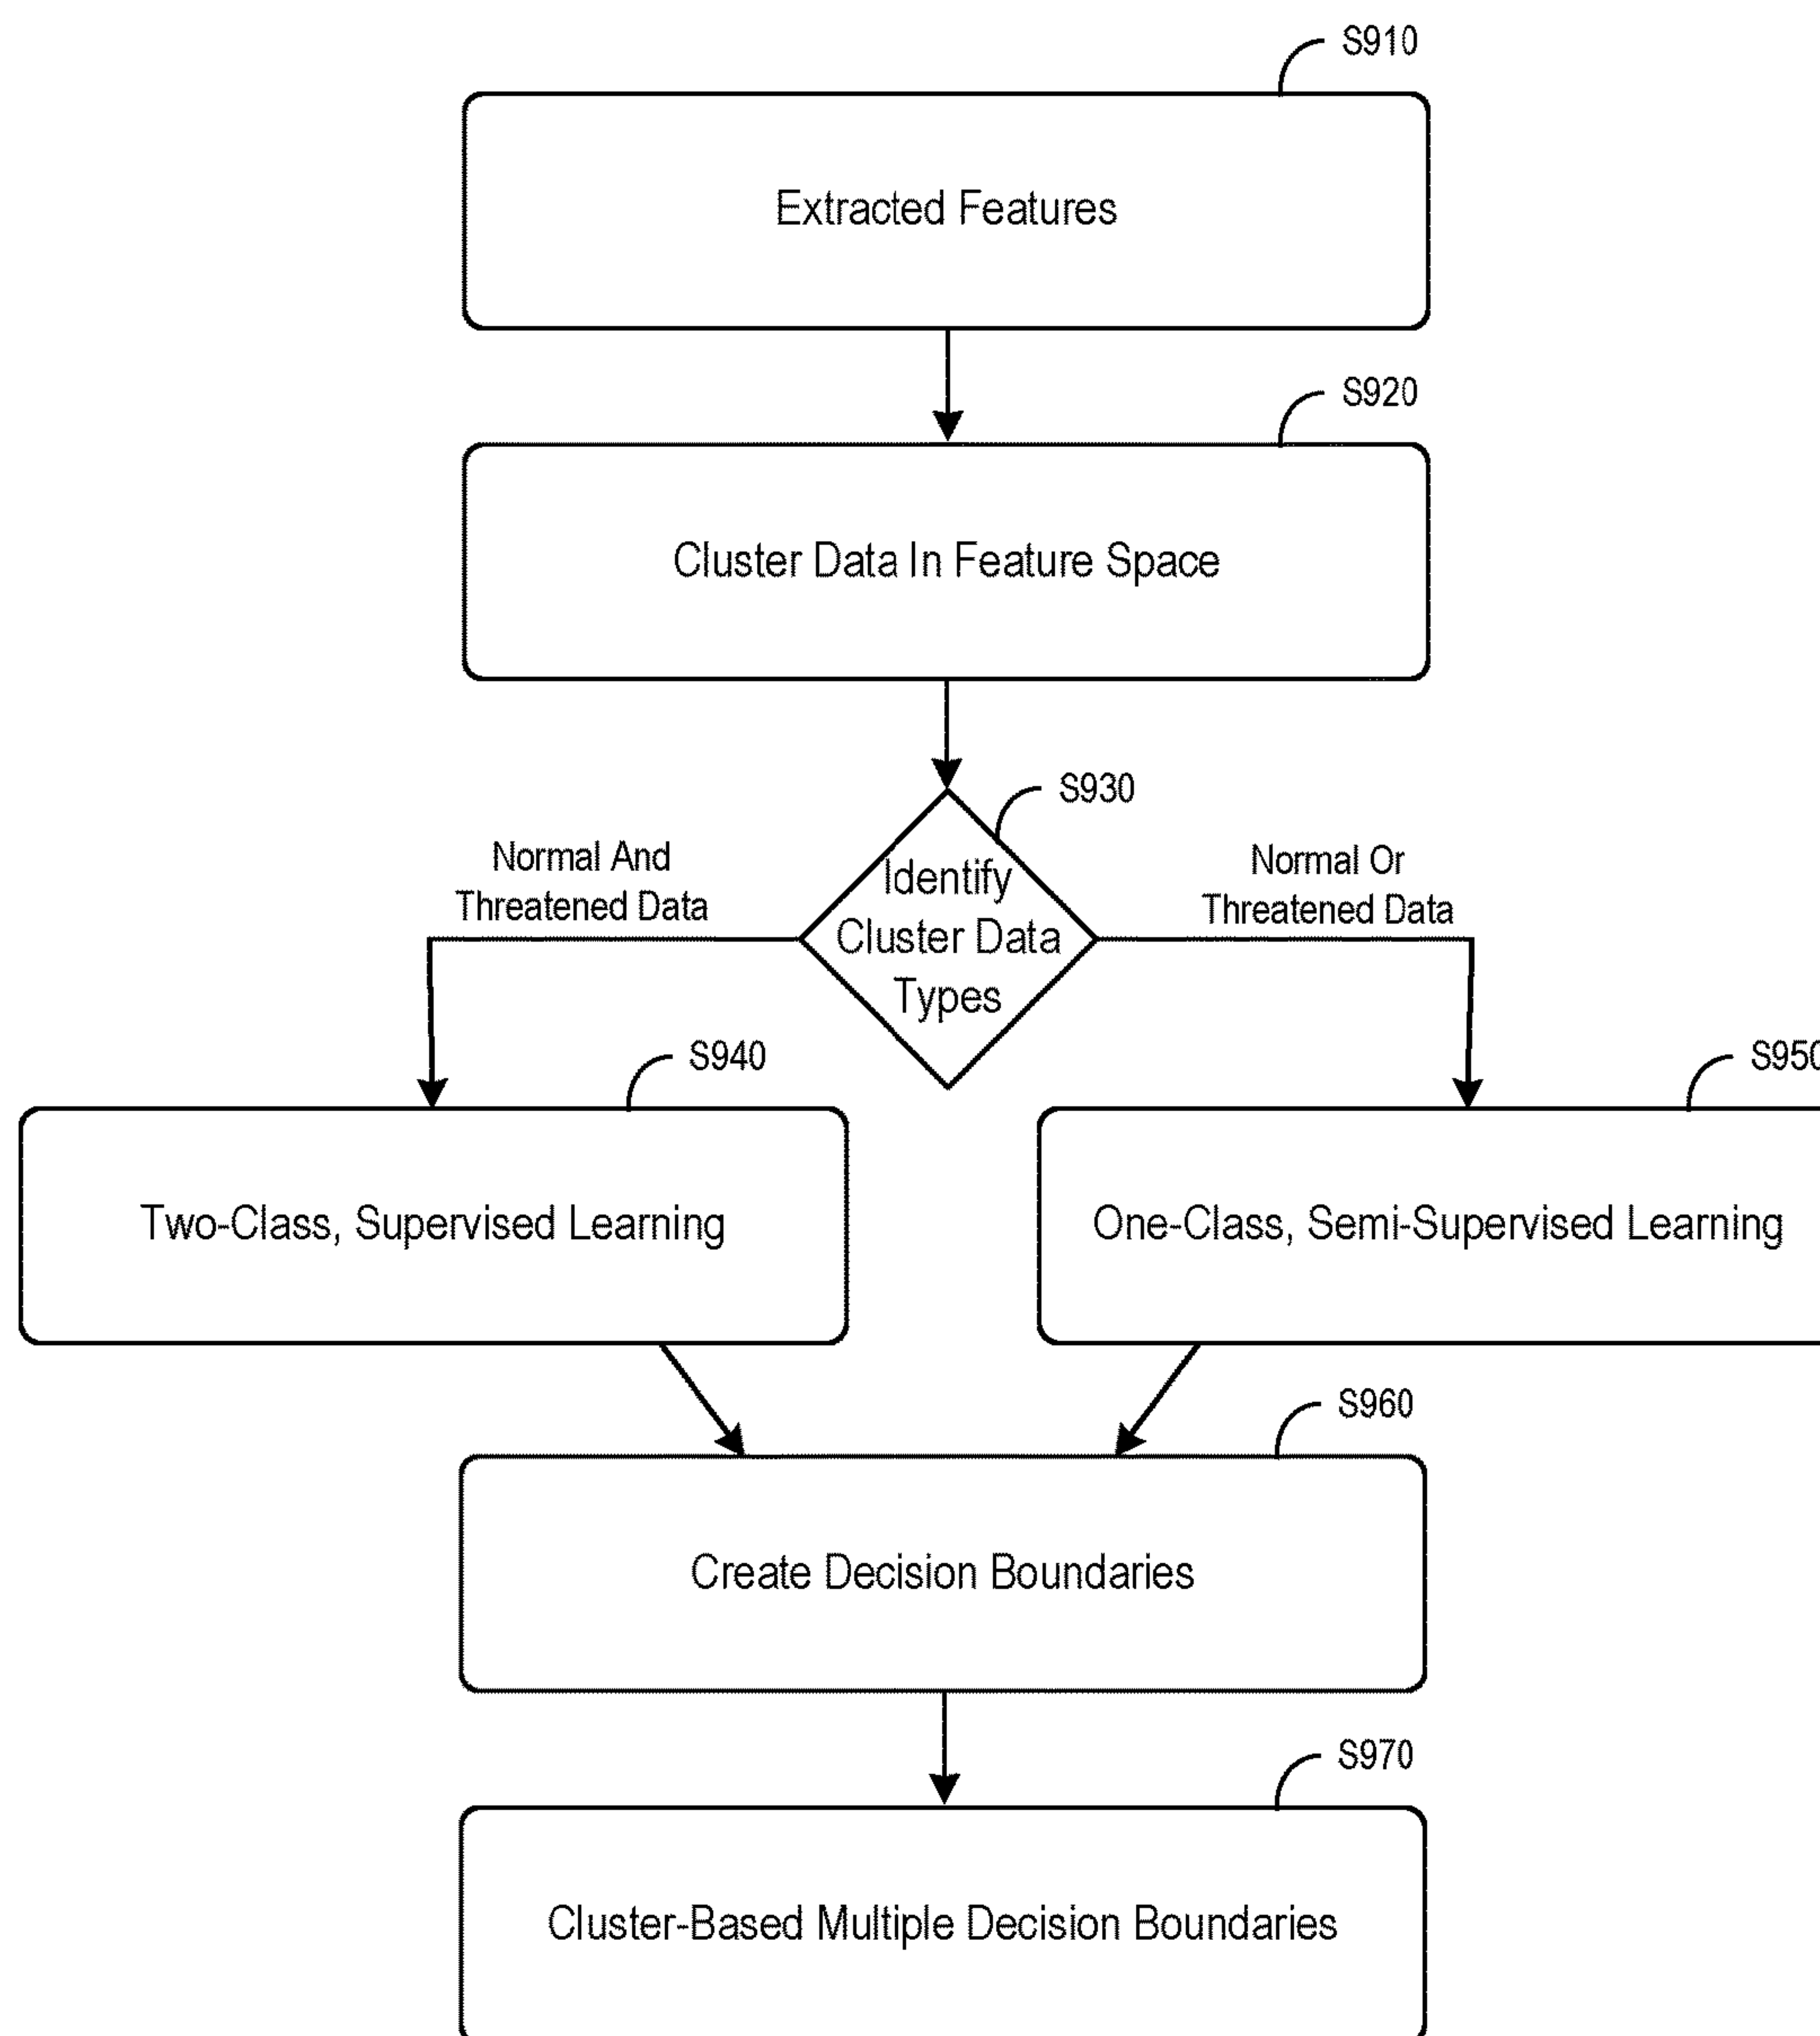 S910
Extracted Features
S920
Cluster Data In Feature Space
S930
Normal And
Threatened Data
Identify
Cluster Data
Types
Normal Or
Threatened Data
S940
S950
Two-Class, Supervised Learning
One-Class, Semi-Supervised Learning
S960
Create Decision Boundaries
S970
Cluster-Based Multiple Decision Boundaries